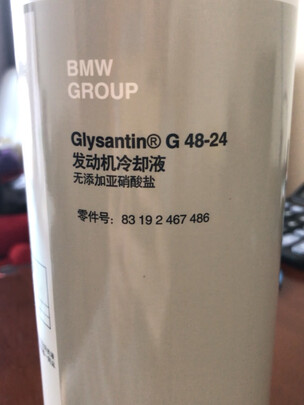 BMW
GROUP
Glysantin® G 48-24
发动机冷却液
无添加亚硝酸盐
零件号: 83 19 2 467 486